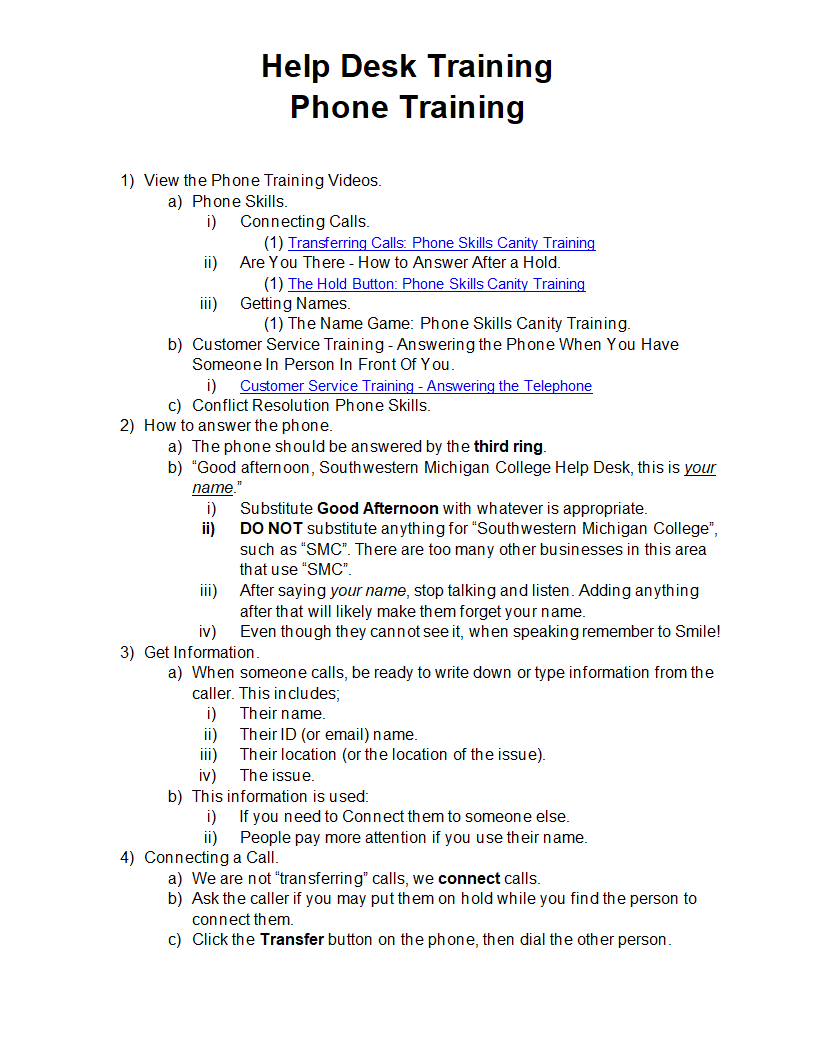 Help Desk Training
Phone Training
1) View the Phone Training Videos.
a) Phone Skills.
i) Connecting Calls.
(1) Transferring Calls: Phone Skills Canity Training
ii) Are You There - How to Answer After a Hold.
(1) The Hold Button: Phone Skills Canity Training
iii) Getting Names.
(1) The Name Game: Phone Skills Canity Training.
b) Customer Service Training - Answering the Phone When You Have
Someone In Person In Front Of You.
i) Customer Service Training - Answering the Telephone
c) Conflict Resolution Phone Skills.
2) How to answer the phone.
a) The phone should be answered by the third ring.
b) “Good afternoon, Southwestern Michigan College Help Desk, this is your
name.”
i) Substitute Good Afternoon with whatever is appropriate.
ii) DO NOT substitute anything for “Southwestern Michigan College”,
such as “SMC”. There are too many other businesses in this area
that use “SMC”.
iii) After saying your name, stop talking and listen. Adding anything
after that will likely make them forget your name.
iv) Even though they cannot see it, when speaking remember to Smile!
3) Get Information.
a) When someone calls, be ready to write down or type information from the
caller. This includes;
i) Their name.
ii) Their ID (or email) name.
iii) Their location (or the location of the issue).
iv) The issue.
b) This information is used:
i) If you need to Connect them to someone else.
ii) People pay more attention if you use their name.
4) Connecting a Call.
a) We are not “transferring” calls, we connect calls.
b) Ask the caller if you may put them on hold while you find the person to
connect them.
c) Click the Transfer button on the phone, then dial the other person.